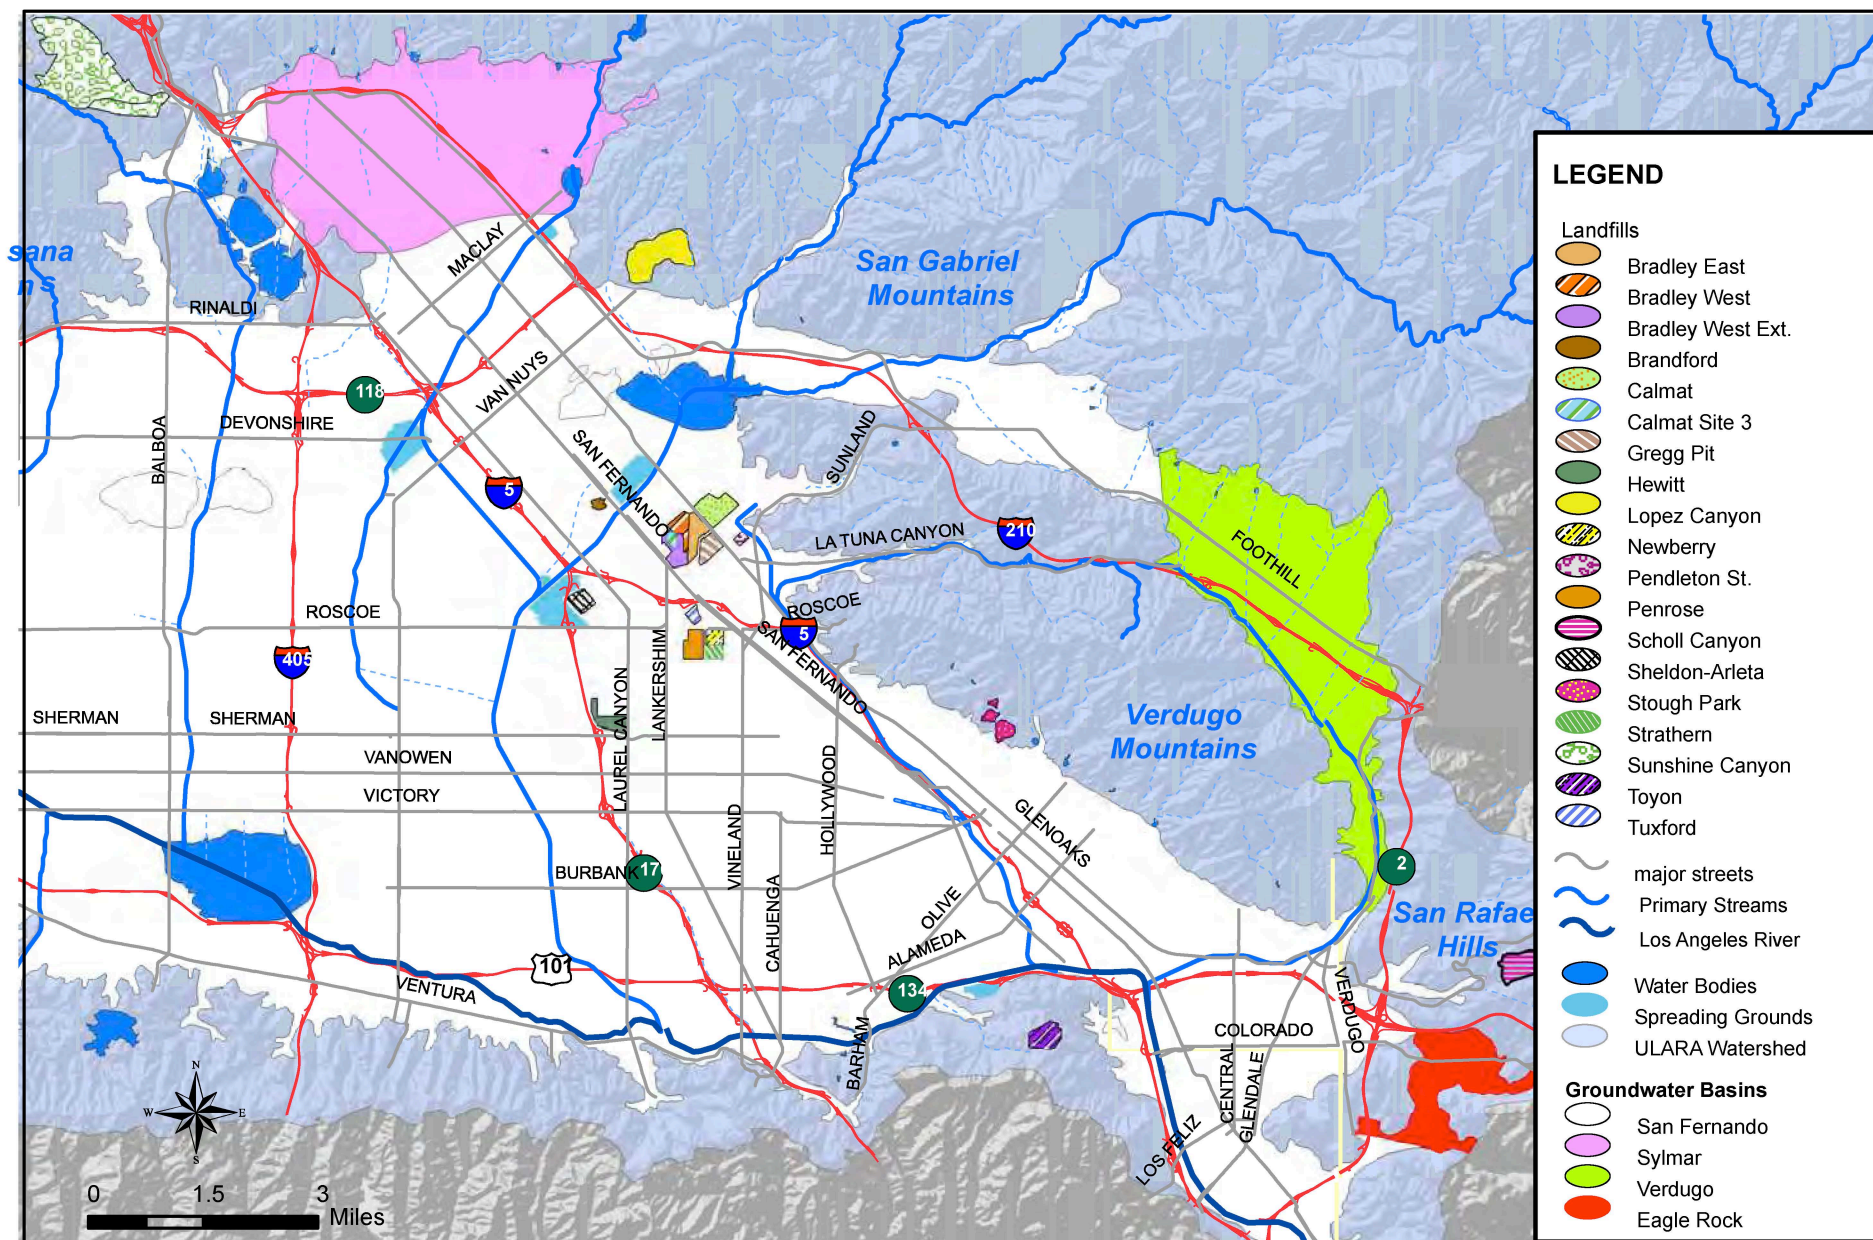 sana
n's
San Gabriel
Mountains
Verdugo
Mountains
San Rafae
Hills
MACLAY
RINALDI
VAN NUYS
118
DEVONSHIRE
BALBOA
SAN FERNANDO
SUNLAND
5
LA TUNA CANYON
210
FOOTHILL
ROSCOE
ROSCOE
5
SAN FERNANDO
405
SHERMAN
SHERMAN
LAUREL CANYON
LANKERSHIM
VANOWEN
VICTORY
HOLLYWOOD
VINELAND
GLENOAKS
BURBANK
17
2
CAHUENGA
OLIVE
ALAMEDA
101
134
VENTURA
VERDUGO
BARHAM
COLORADO
CENTRAL
GLENDALE
LOS FELIZ
N
W
E
S
0 1.5 3
Miles
LEGEND
Landfills
Bradley East
Bradley West
Bradley West Ext.
Brandford
Calmat
Calmat Site 3
Gregg Pit
Hewitt
Lopez Canyon
Newberry
Pendleton St.
Penrose
Scholl Canyon
Sheldon-Arleta
Stough Park
Strathern
Sunshine Canyon
Toyon
Tuxford
major streets
Primary Streams
Los Angeles River
Water Bodies
Spreading Grounds
ULARA Watershed
Groundwater Basins
San Fernando
Sylmar
Verdugo
Eagle Rock